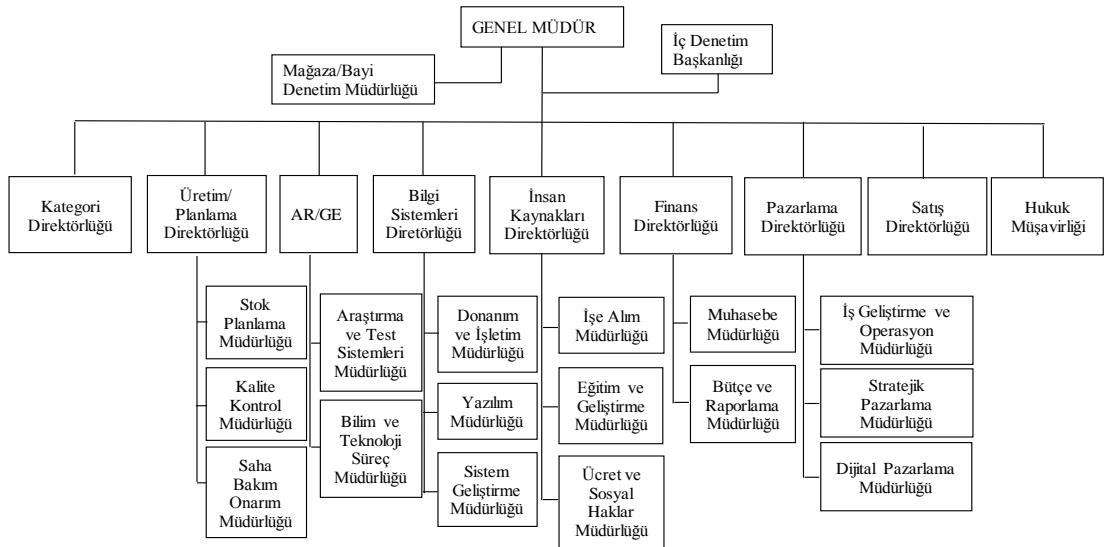 GENEL MÜDÜR
İç Denetim
Başkanlığı
Mağaza/Bayi
Denetim Müdürlüğü
Kategori
Direktörlüğü
Üretim/
Planlama
Direktörlüğü
AR/GE
Bilgi
Sistemleri
Diretörlüğü
İnsan
Kaynakları
Direktörlüğü
Finans
Direktörlüğü
Pazarlama
Direktörlüğü
Satış
Direktörlüğü
Hukuk
Müşavirliği
Stok
Planlama
Müdürlüğü
Kalite
Kontrol
Müdürlüğü
Saha
Bakım
Onarım
Müdürlüğü
Araştırma
ve Test
Sistemleri
Müdürlüğü
Bilim ve
Teknoloji
Süreç
Müdürlüğü
Donanım
ve İşletim
Müdürlüğü
Yazılım
Müdürlüğü
Sistem
Geliştirme
Müdürlüğü
İşe Alım
Müdürlüğü
Eğitim ve
Geliştirme
Müdürlüğü
Ücret ve
Sosyal
Haklar
Müdürlüğü
Muhasebe
Müdürlüğü
Bütçe ve
Raporlama
Müdürlüğü
İş Geliştirme ve
Operasyon
Müdürlüğü
Stratejik
Pazarlama
Müdürlüğü
Dijital Pazarlama
Müdürlüğü